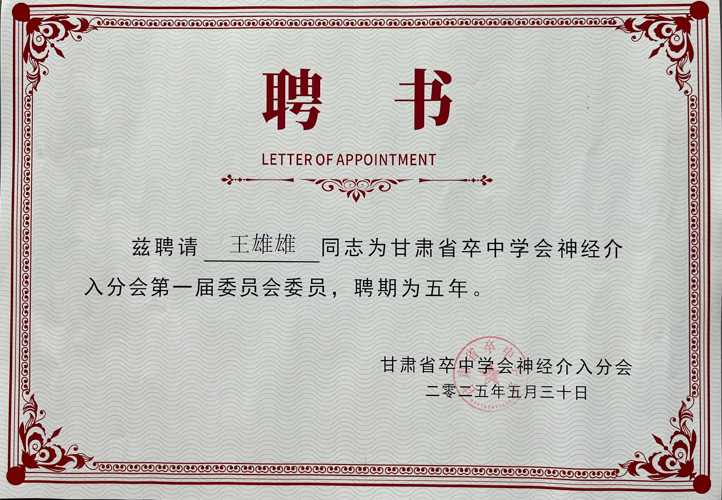 聘 书
LETTER OF APPOINTMENT
兹聘请 王雄雄 同志为甘肃省卒中学会神经介
入分会第一届委员会委员，聘期为五年。
甘肃省卒中学会神经介入分会
二零二五年五月三十日